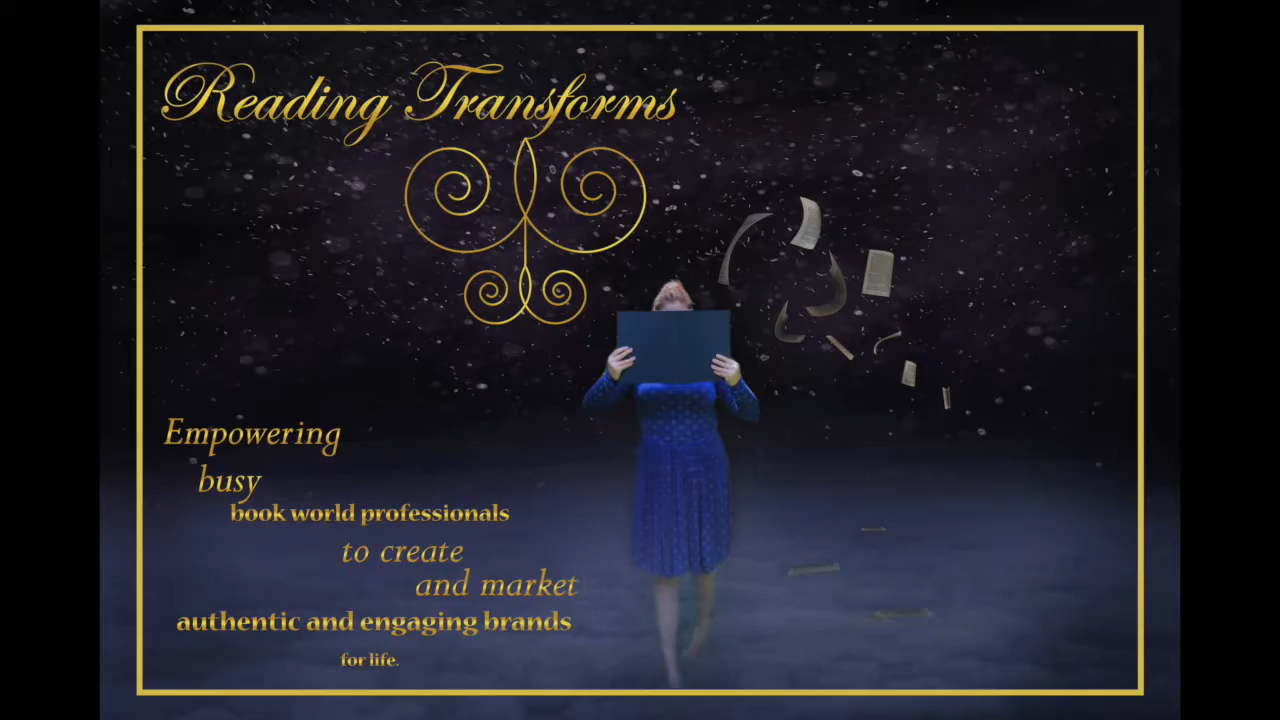 Reading Transforms
Empowering
busy
book world professionals
to create
and market
authentic and engaging brands
for life.